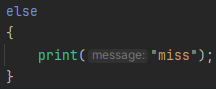 else
{
    print( message: "miss");
}